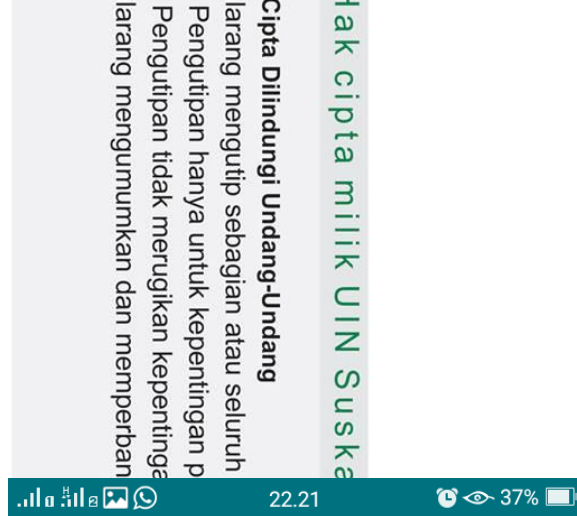 Hak cipta milik UIN Suska
Cipta Dilindungi Undang-Undang
larang mengutip sebagian atau seluruh
Pengutipan hanya untuk kepentingan p
Pengutipan tidak merugikan kepentinga
larang mengumumkan dan memperban
22.21 37%